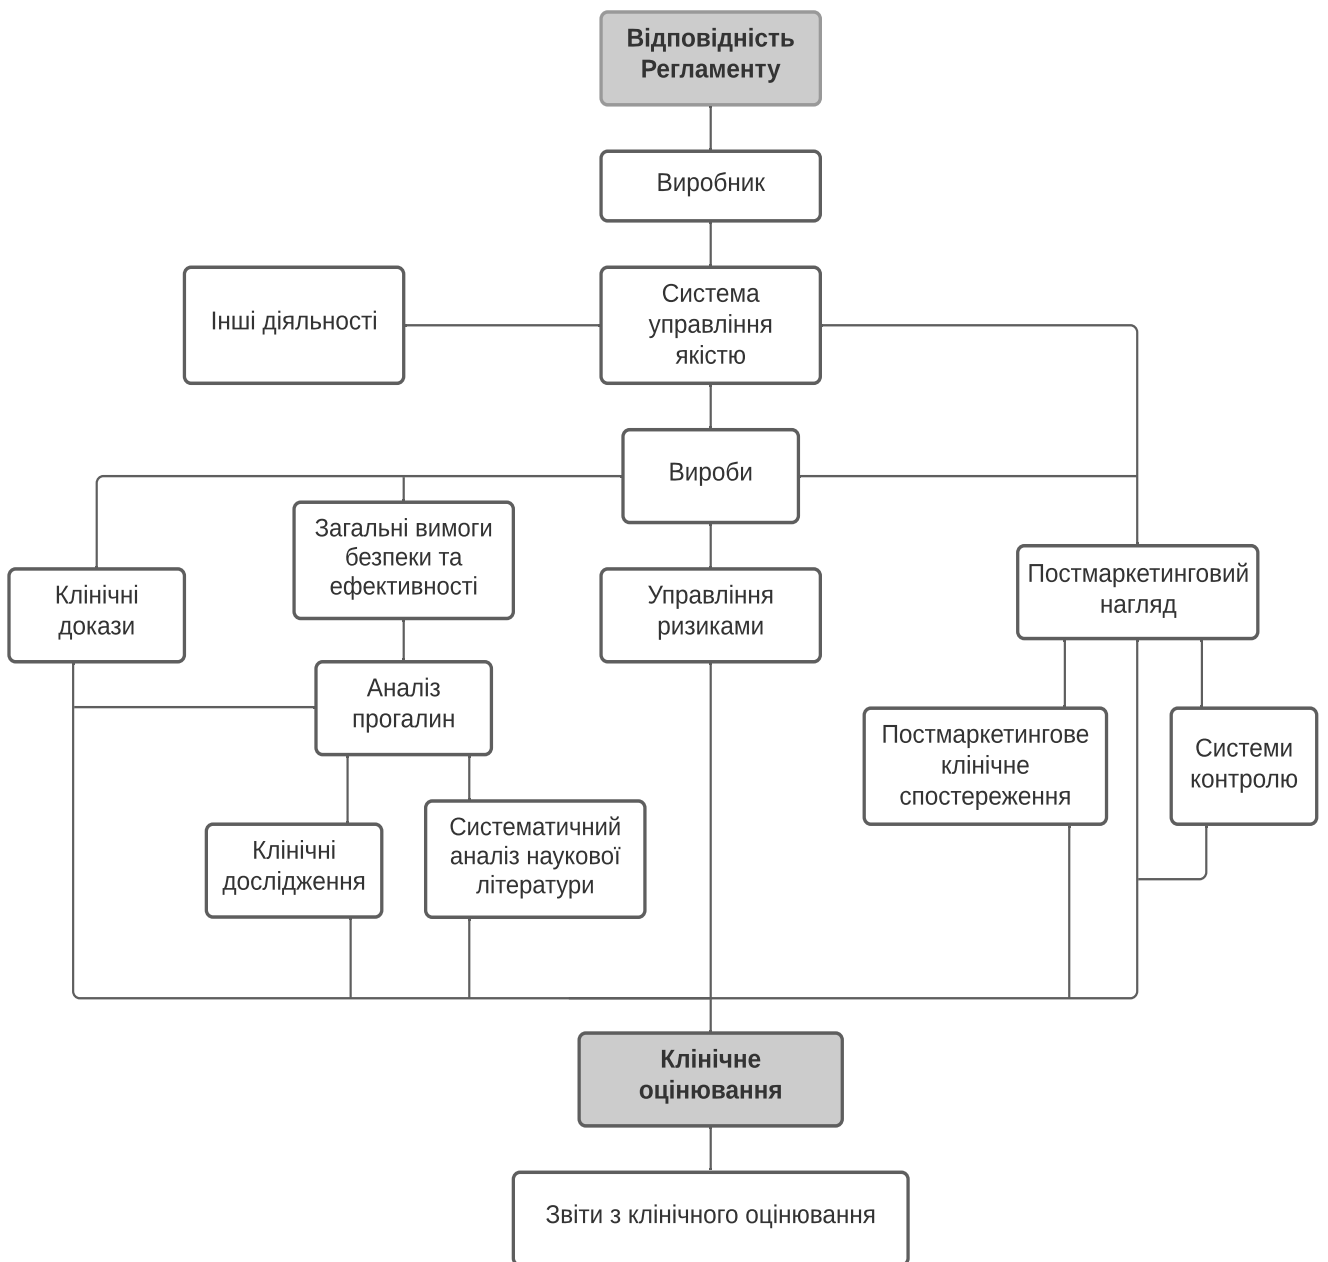 Відповідність
Регламенту
Виробник
Інші діяльності
Система
управління
якістю
Вироби
Загальні вимоги
безпеки та
ефективності
Клінічні
докази
Управління
ризиками
Постмаркетинговий
нагляд
Аналіз
прогалин
Постмаркетингове
клінічне
спостереження
Системи
контролю
Клінічні
дослідження
Систематичний
аналіз наукової
літератури
Клінічне
оцінювання
Звіти з клінічного оцінювання